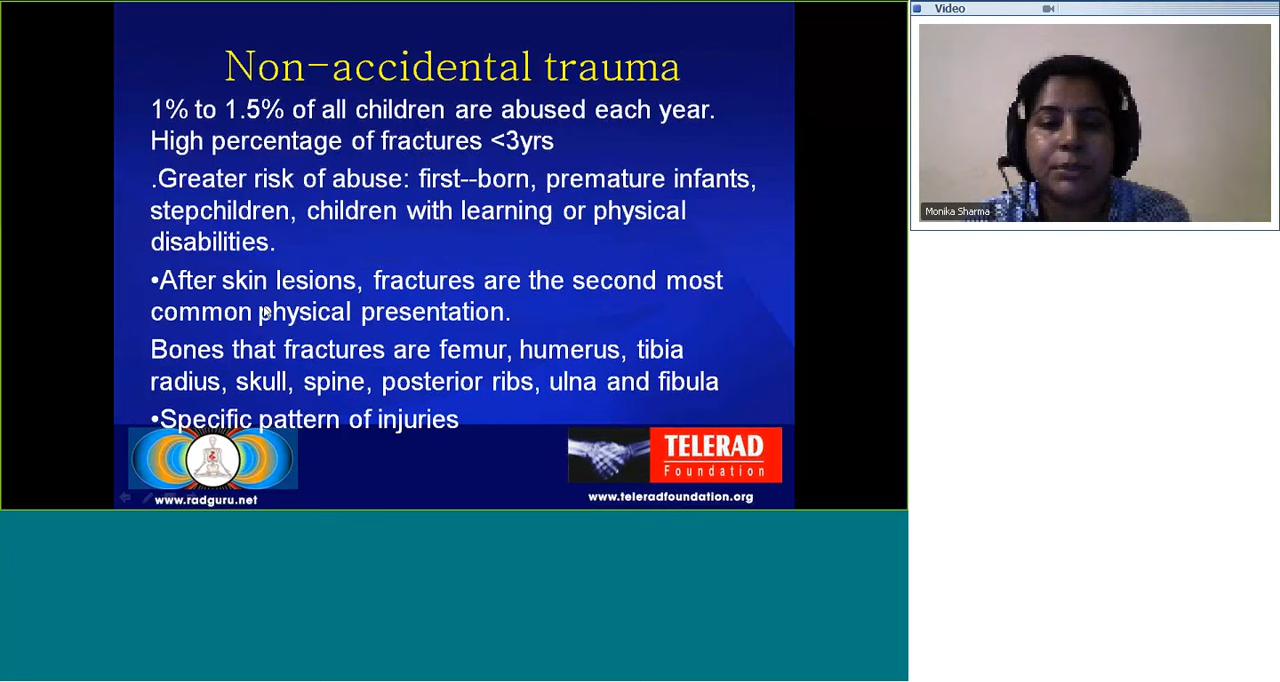 Non-accidental trauma
1% to 1.5% of all children are abused each year.
High percentage of fractures <3yrs
.Greater risk of abuse: first--born, premature infants,
stepchildren, children with learning or physical
disabilities.
•After skin lesions, fractures are the second most
common physical presentation.
Bones that fractures are femur, humerus, tibia
radius, skull, spine, posterior ribs, ulna and fibula
•Specific pattern of injuries
www.radguru.net
TELERAD
Foundation
www.teleradfoundation.org
Video
Monika Sharma